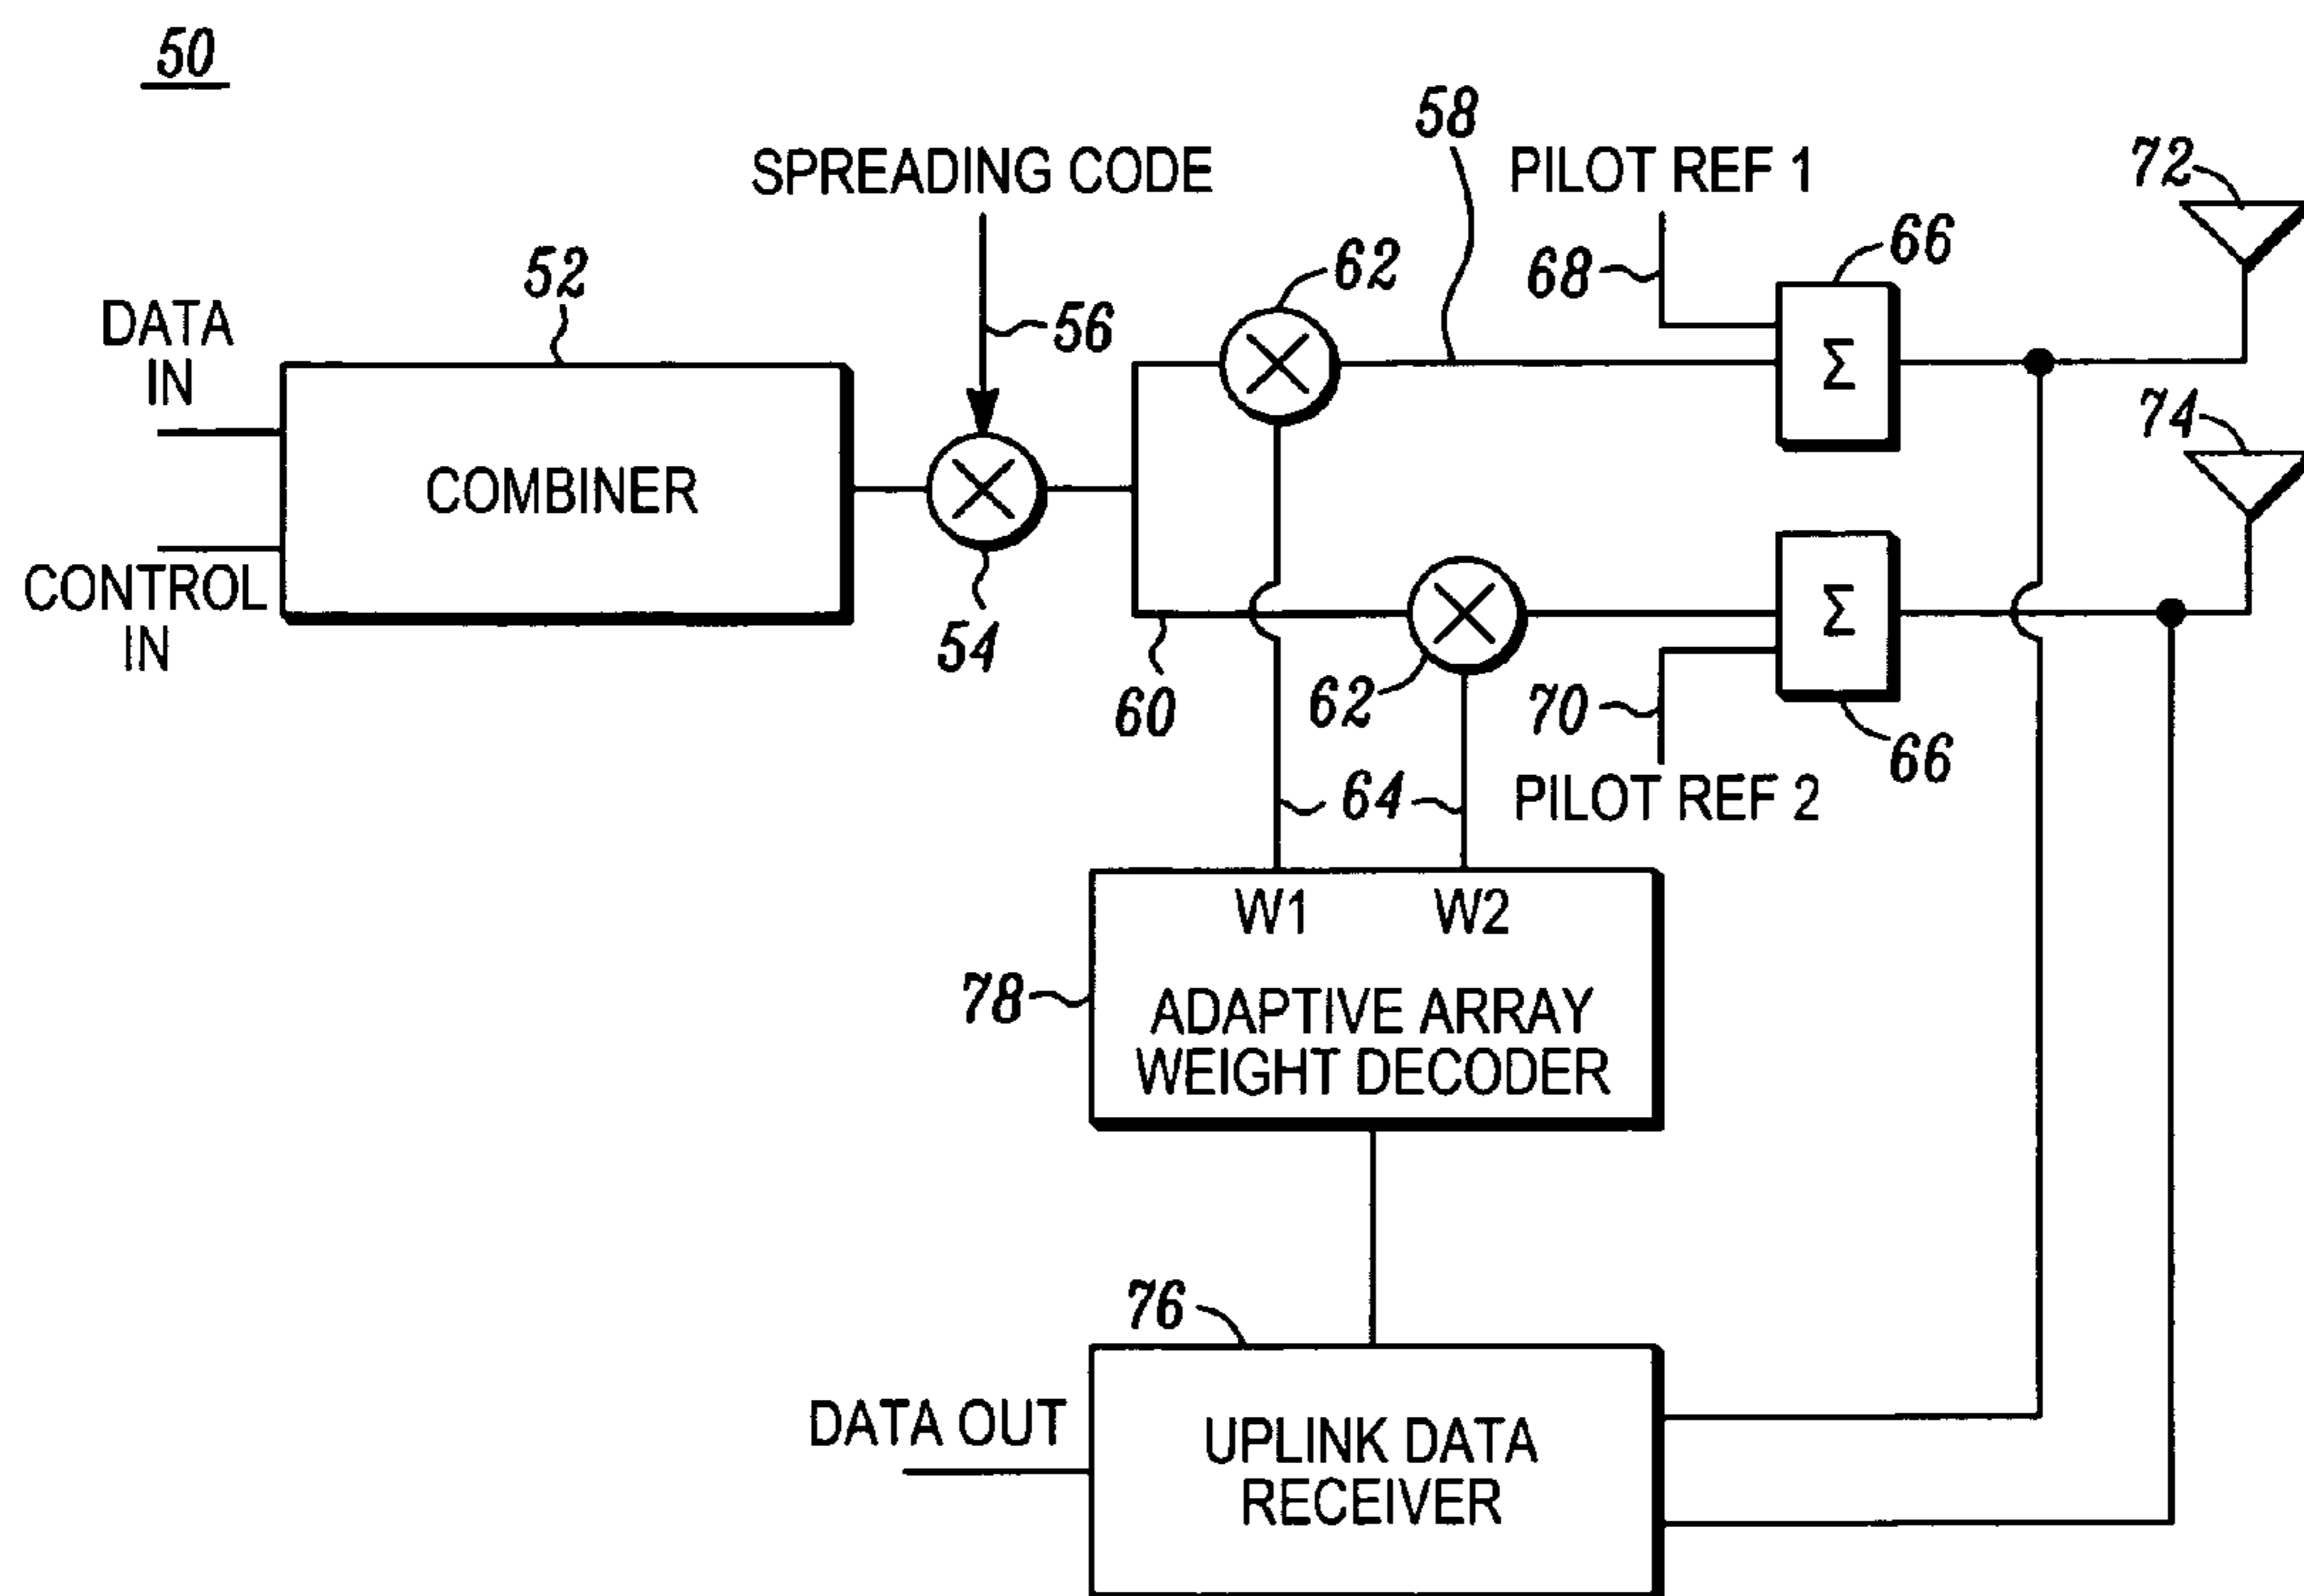 50
58
SPREADING CODE
PILOT REF 1
72
52
56
62
68
66
DATA
IN
Σ
74
COMBINER
CONTROL
IN
54
60
62
Σ
70
66
64
PILOT REF 2
W1 W2
78
ADAPTIVE ARRAY
WEIGHT DECODER
76
DATA OUT
UPLINK DATA
RECEIVER